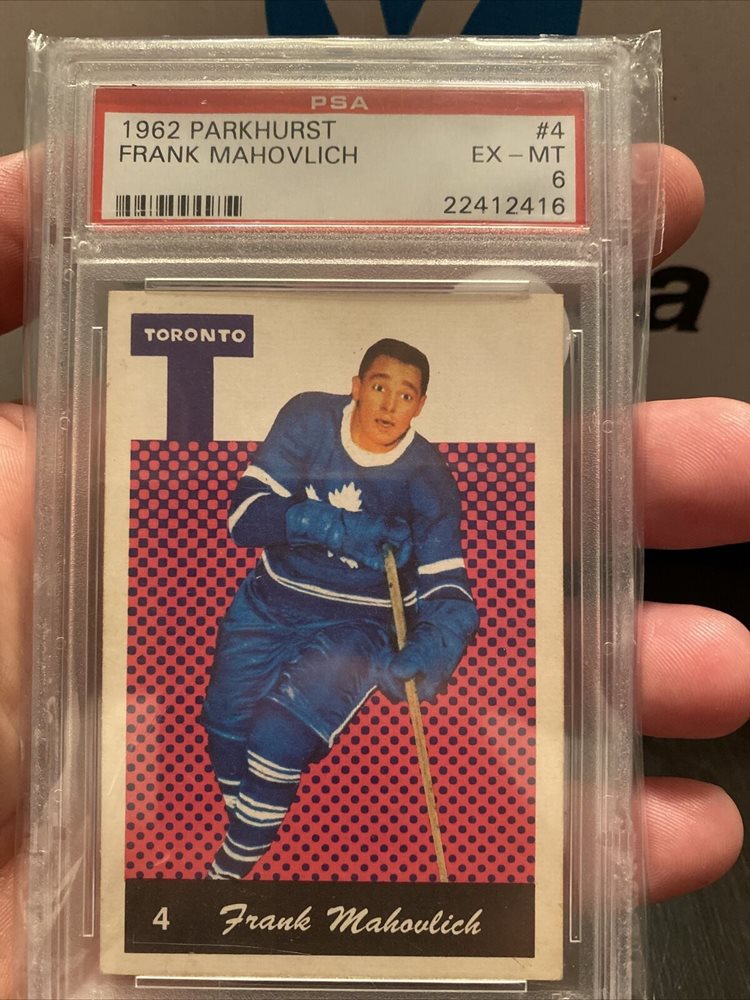 PSA
1962 PARKHURST #4
FRANK MAHOVLICH EX - MT
6
22412416
TORONTO
T
4 Frank Mahovlich
a